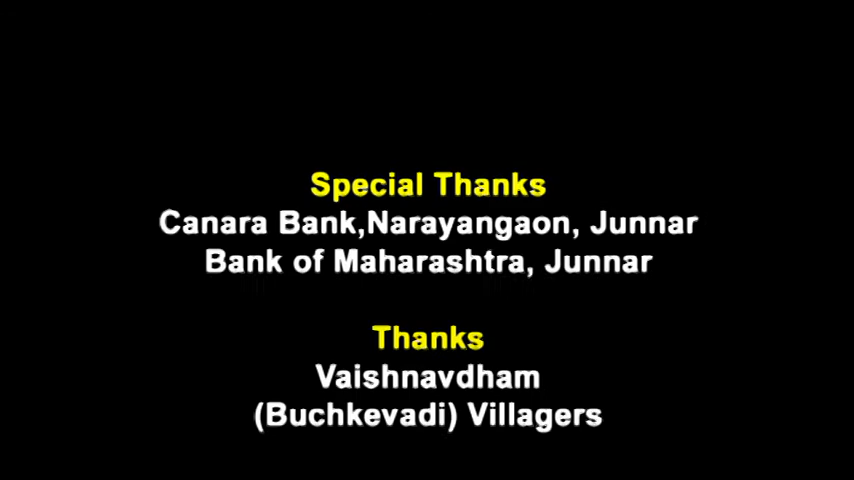 Special Thanks
Canara Bank,Narayangaon, Junnar
Bank of Maharashtra, Junnar
Thanks
Vaishnavdham
(Buchkevadi) Villagers